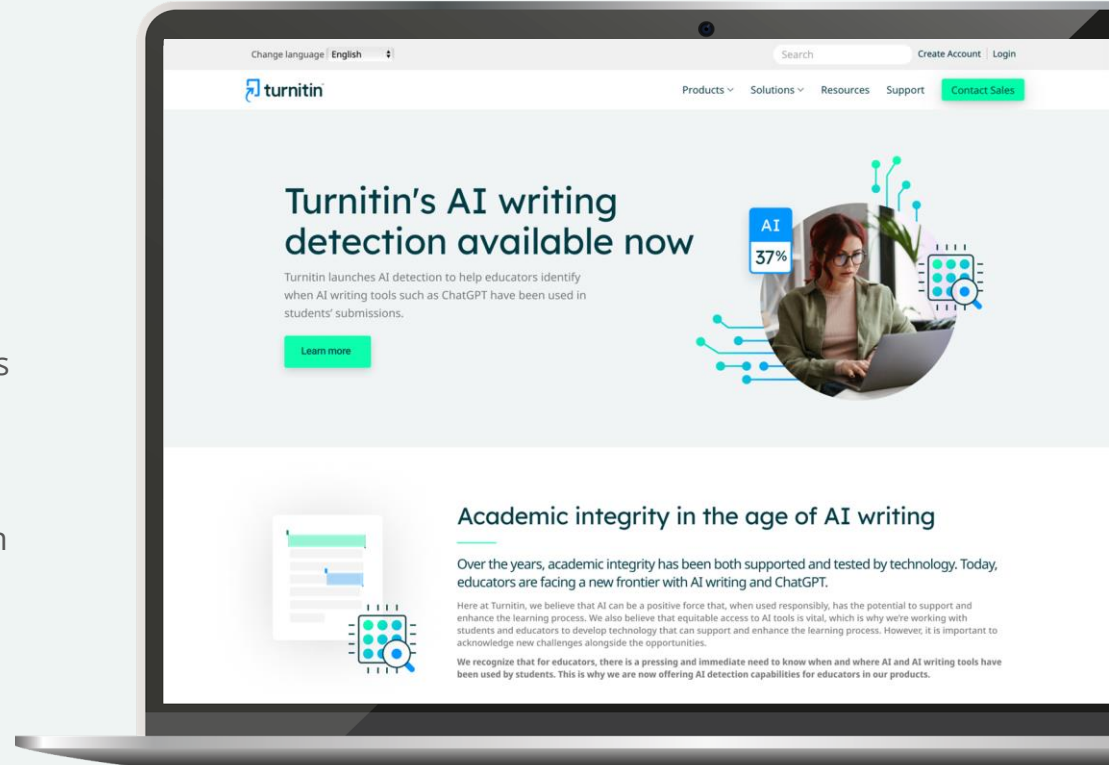 Change language English
Search
Create Account
Login
turnitin
Products
Solutions
Resources
Support
Contact Sales
Turnitin's AI writing
detection available now
Turnitin launches AI detection to help educators identify
when AI writing tools such as ChatGPT have been used in
students' submissions.
Learn more
AI
37%
Academic integrity in the age of AI writing
Over the years, academic integrity has been both supported and tested by technology. Today,
educators are facing a new frontier with AI writing and ChatGPT.
Here at Turnitin, we believe that AI can be a positive force that, when used responsibly, has the potential to support and
enhance the learning process. We also believe that equitable access to AI tools is vital, which is why we're working with
students and educators to develop technology that can support and enhance the learning process. However, it is important to
acknowledge new challenges alongside the opportunities.
We recognize that for educators, there is a pressing and immediate need to know when and where AI and AI writing tools have
been used by students. This is why we are now offering AI detection capabilities for educators in our products.